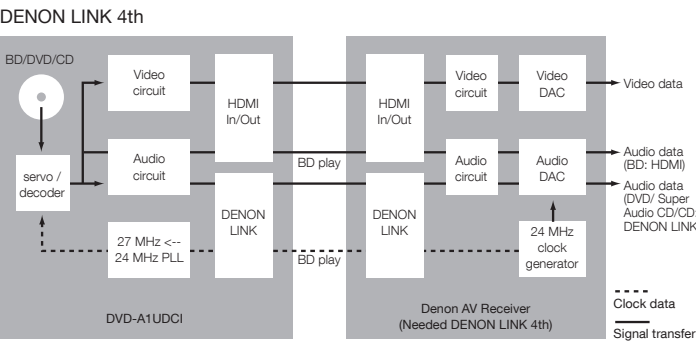 DENON LINK 4th
BD/DVD/CD
servo /
decoder
Video
circuit
Audio
circuit
27 MHz <--
24 MHz PLL
HDMI
In/Out
DENON
LINK
DVD-A1UDCI
BD play
BD play
HDMI
In/Out
DENON
LINK
Video
circuit
Audio
circuit
Video
DAC
Audio
DAC
24 MHz
clock
generator
Denon AV Receiver
(Needed DENON LINK 4th)
Video data
Audio data
(BD: HDMI)
Audio data
(DVD/ Super
Audio CD/CD:
DENON LINK
Clock data
Signal transfer